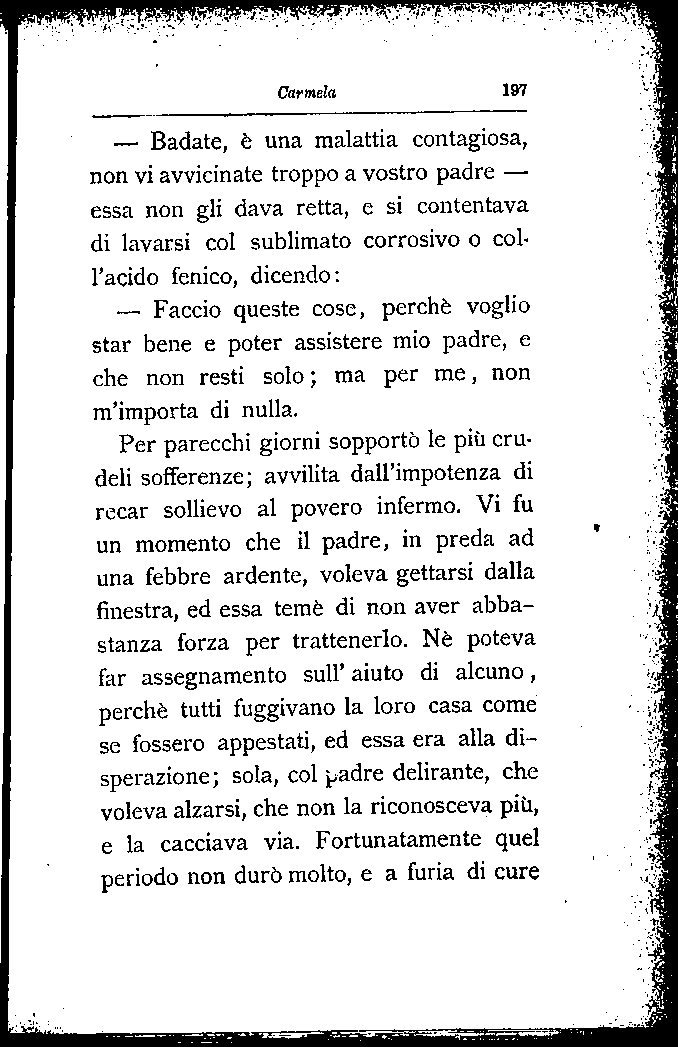 Carmela 197
— Badate, è una malattia contagiosa,
non vi avvicinate troppo a vostro padre —
essa non gli dava retta, e si contentava
di lavarsi col sublimato corrosivo o col-
l'acido fenico, dicendo:
— Faccio queste cose, perchè voglio
star bene e poter assistere mio padre, e
che non resti solo; ma per me, non
m'importa di nulla.
Per parecchi giorni sopportò le più cru-
deli sofferenze; avvilita dall'impotenza di
recar sollievo al povero infermo. Vi fu
un momento che il padre, in preda ad
una febbre ardente, voleva gettarsi dalla
finestra, ed essa temè di non aver abba-
stanza forza per trattenerlo. Nè poteva
far assegnamento sull' aiuto di alcuno,
perchè tutti fuggivano la loro casa come
se fossero appestati, ed essa era alla di-
sperazione; sola, col padre delirante, che
voleva alzarsi, che non la riconosceva più,
e la cacciava via. Fortunatamente quel
periodo non durò molto, e a furia di cure